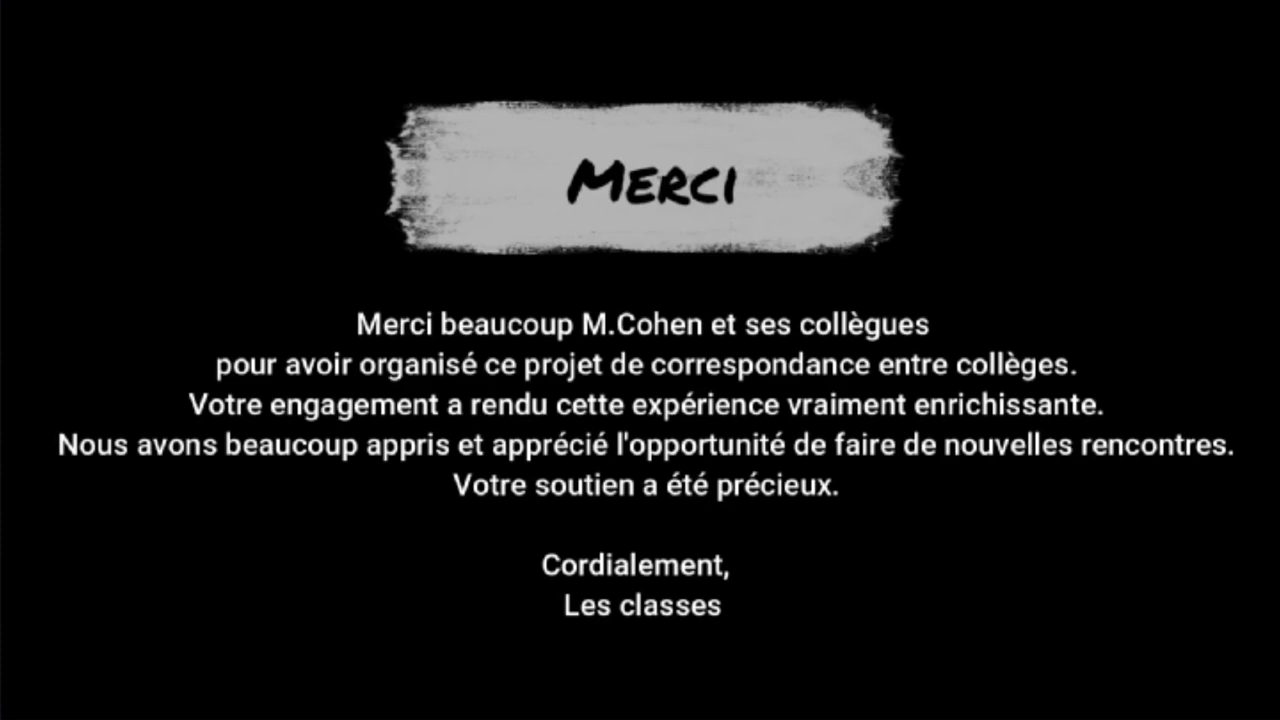 MERCI
Merci beaucoup M.Cohen et ses collègues
pour avoir organisé ce projet de correspondance entre collèges.
Votre engagement a rendu cette expérience vraiment enrichissante.
Nous avons beaucoup appris et apprécié l'opportunité de faire de nouvelles rencontres.
Votre soutien a été précieux.
Cordialement,
Les classes